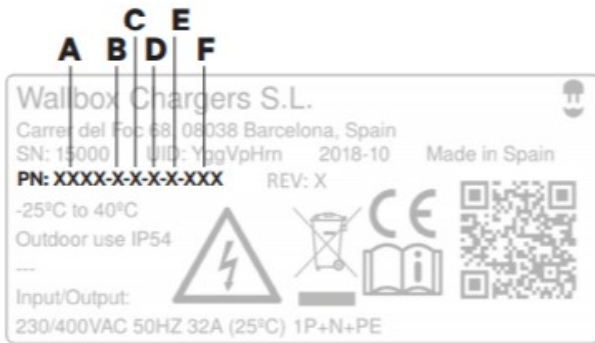 A B C D E F
Wallbox Chargers S.L.
Carrer del Foc 68, 08038 Barcelona, Spain
SN: 15000 UID: YggVpHrn 2018-10 Made in Spain
PN: XXXX-X-X-X-X-XXX REV: X
-25ºC to 40ºC
Outdoor use IP54
---
Input/Output:
230/400VAC 50HZ 32A (25ºC) 1P+N+PE
CE
i